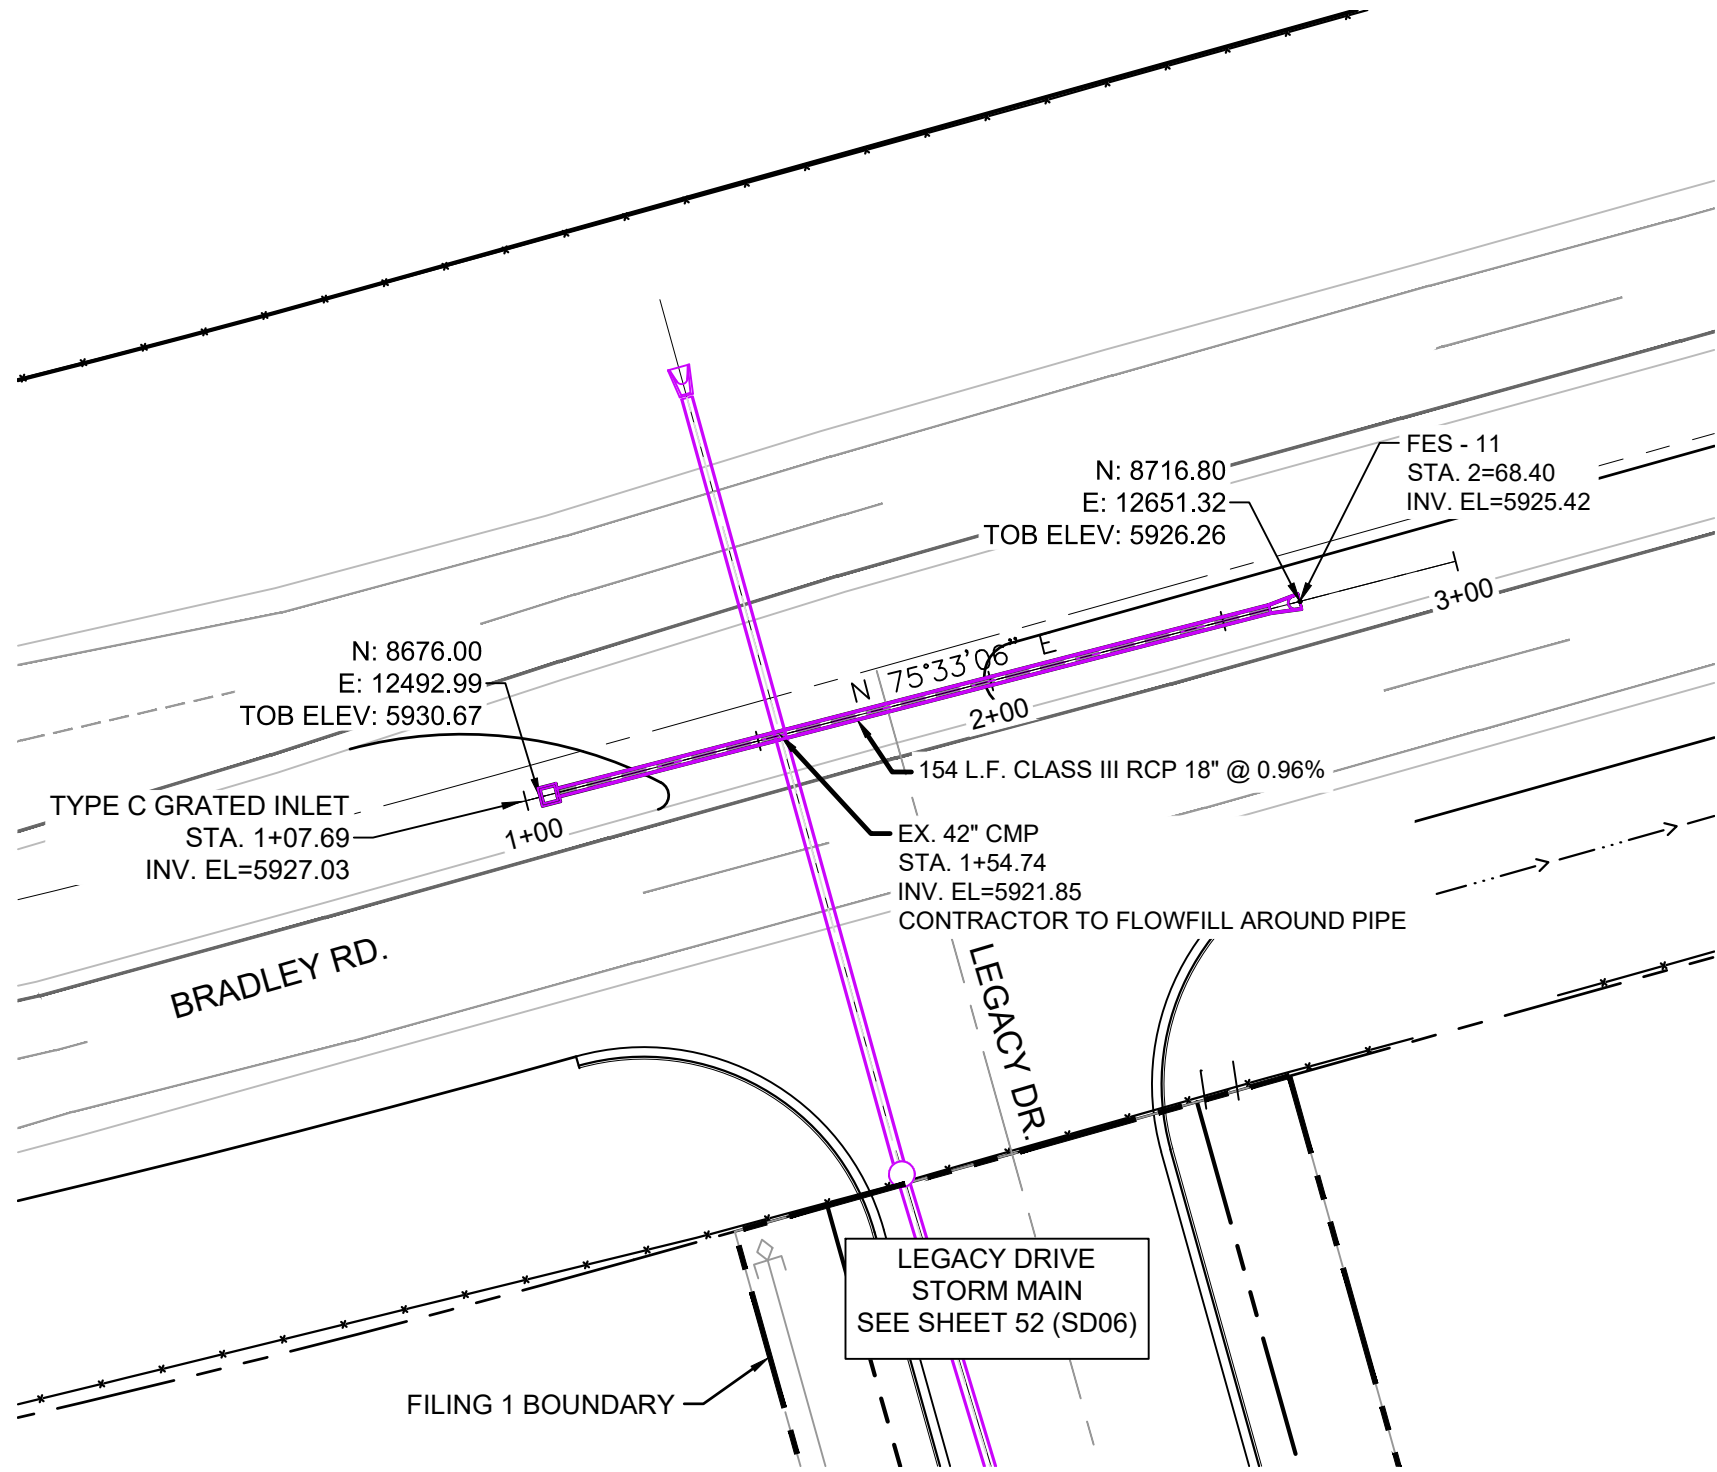 FES - 11
STA. 2=68.40
INV. EL=5925.42
N: 8716.80
E: 12651.32
TOB ELEV: 5926.26
3+00
N: 8676.00
E: 12492.99
TOB ELEV: 5930.67
N 75°33'06" E
2+00
154 L.F. CLASS III RCP 18" @ 0.96%
TYPE C GRATED INLET
STA. 1+07.69
INV. EL=5927.03
1+00
EX. 42" CMP
STA. 1+54.74
INV. EL=5921.85
CONTRACTOR TO FLOWFILL AROUND PIPE
BRADLEY RD.
LEGACY DR.
LEGACY DRIVE
STORM MAIN
SEE SHEET 52 (SD06)
FILING 1 BOUNDARY